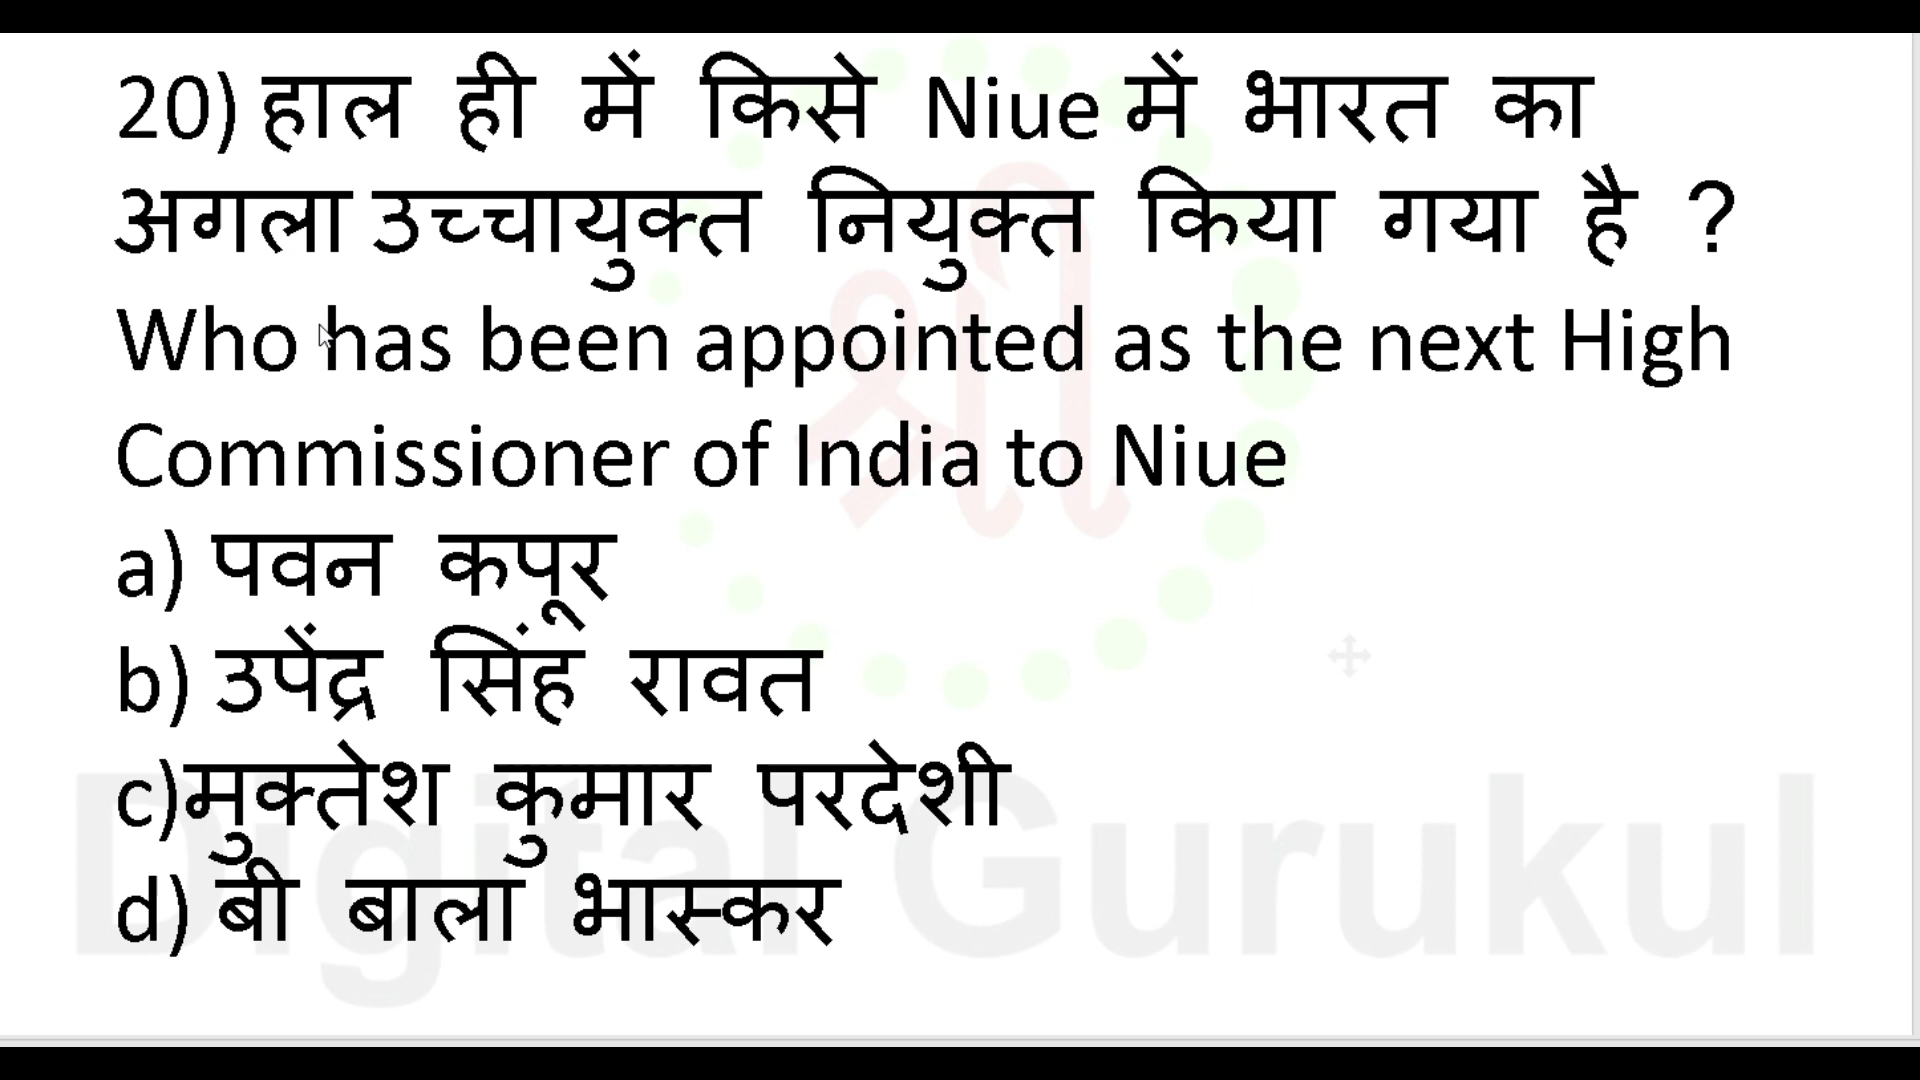 20) हाल ही में किसे Niue में भारत का
अगला उच्चायुक्त नियुक्त किया गया है ?
Who has been appointed as the next High
Commissioner of India to Niue
a) पवन कपूर
b) उपेंद्र सिंह रावत
c)मुक्तेश कुमार परदेशी
d) बी बाला भास्कर
श्री
Digital Gurukul